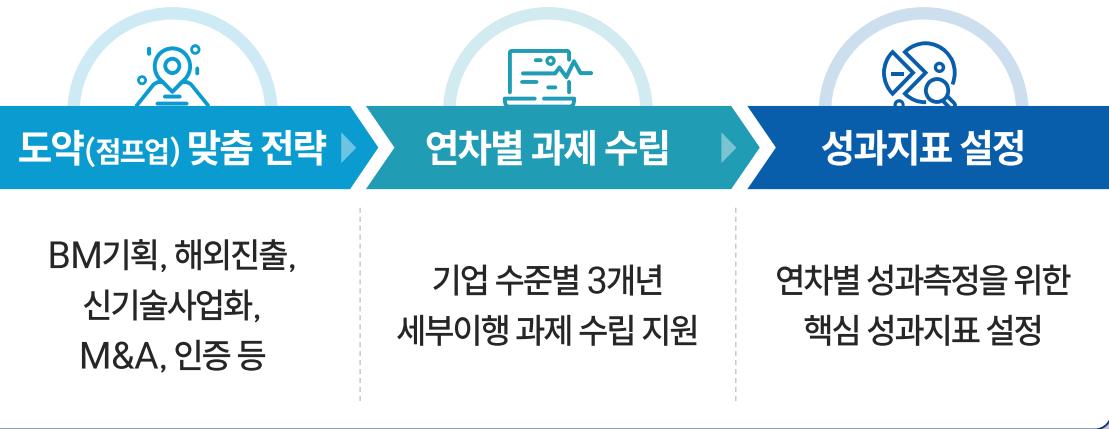 도약(점프업) 맞춤 전략
연차별 과제 수립
성과지표 설정
BM기획, 해외진출,
신기술사업화,
M&A, 인증 등
기업 수준별 3개년
세부이행 과제 수립 지원
연차별 성과측정을 위한
핵심 성과지표 설정